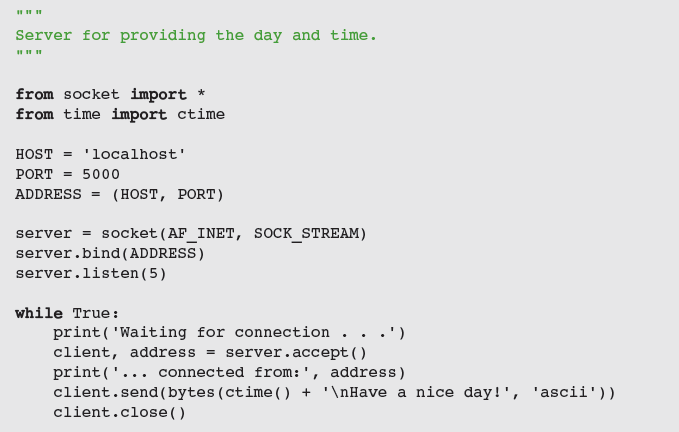 """
Server for providing the day and time.
"""

from socket import *
from time import ctime

HOST = 'localhost'
PORT = 5000
ADDRESS = (HOST, PORT)

server = socket(AF_INET, SOCK_STREAM)
server.bind(ADDRESS)
server.listen(5)

while True:
    print('Waiting for connection . . .')
    client, address = server.accept()
    print('... connected from:', address)
    client.send(bytes(ctime() + '\nHave a nice day!', 'ascii'))
    client.close()